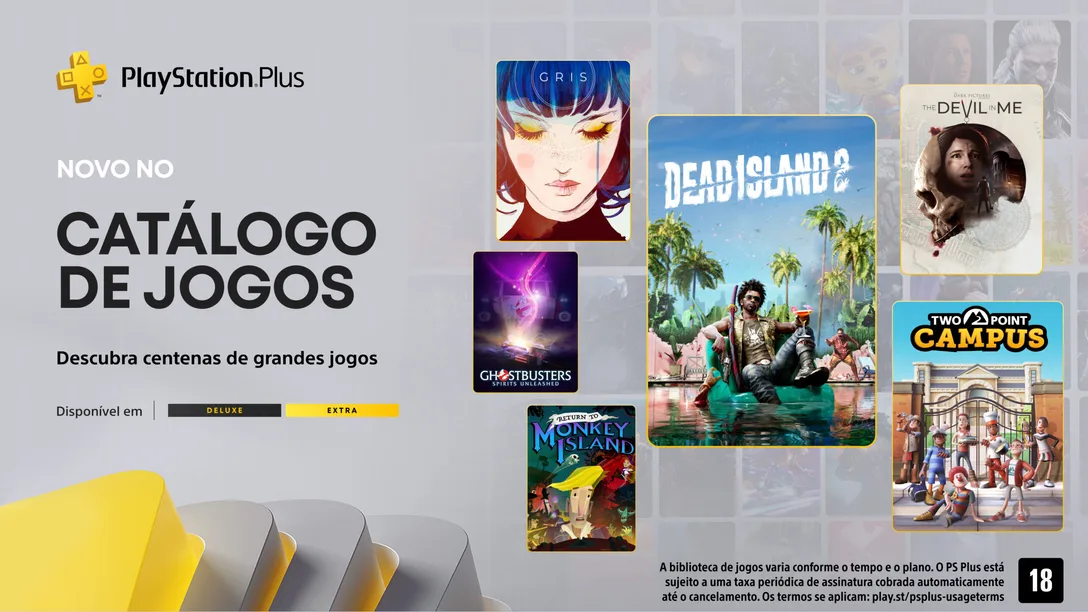 PlayStation.Plus
NOVO NO
CATÁLOGO
DE JOGOS
Descubra centenas de grandes jogos
Disponível em
DELUXE
EXTRA
GRIS
GHOSTBUSTERS
SPIRITS UNLEASHED
RETURN TO
MONKEY
ISLAND
DEAD ISLAND 2
THE DEVIL IN ME
TWO POINT
CAMPUS
A biblioteca de jogos varia conforme o tempo e o plano. O PS Plus está
sujeito a uma taxa periódica de assinatura cobrada automaticamente
até o cancelamento. Os termos se aplicam: play.st/psplus-usageterms
18